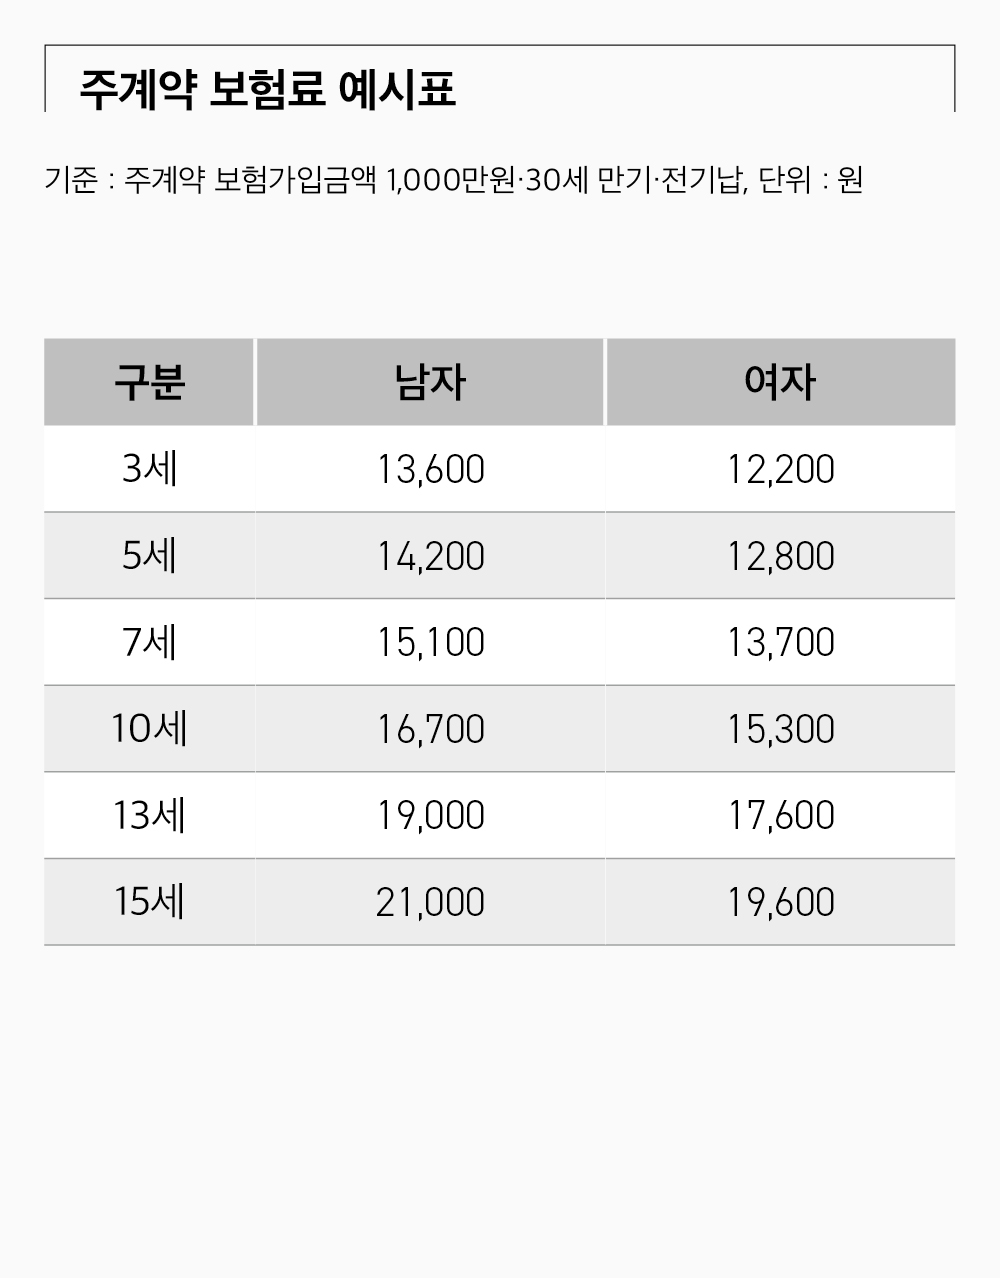 주계약 보험료 예시표
기준 : 주계약 보험가입금액 1,000만원·30세 만기·전기납, 단위 : 원
구분 남자 여자
3세 13,600 12,200
5세 14,200 12,800
7세 15,100 13,700
10세 16,700 15,300
13세 19,000 17,600
15세 21,000 19,600